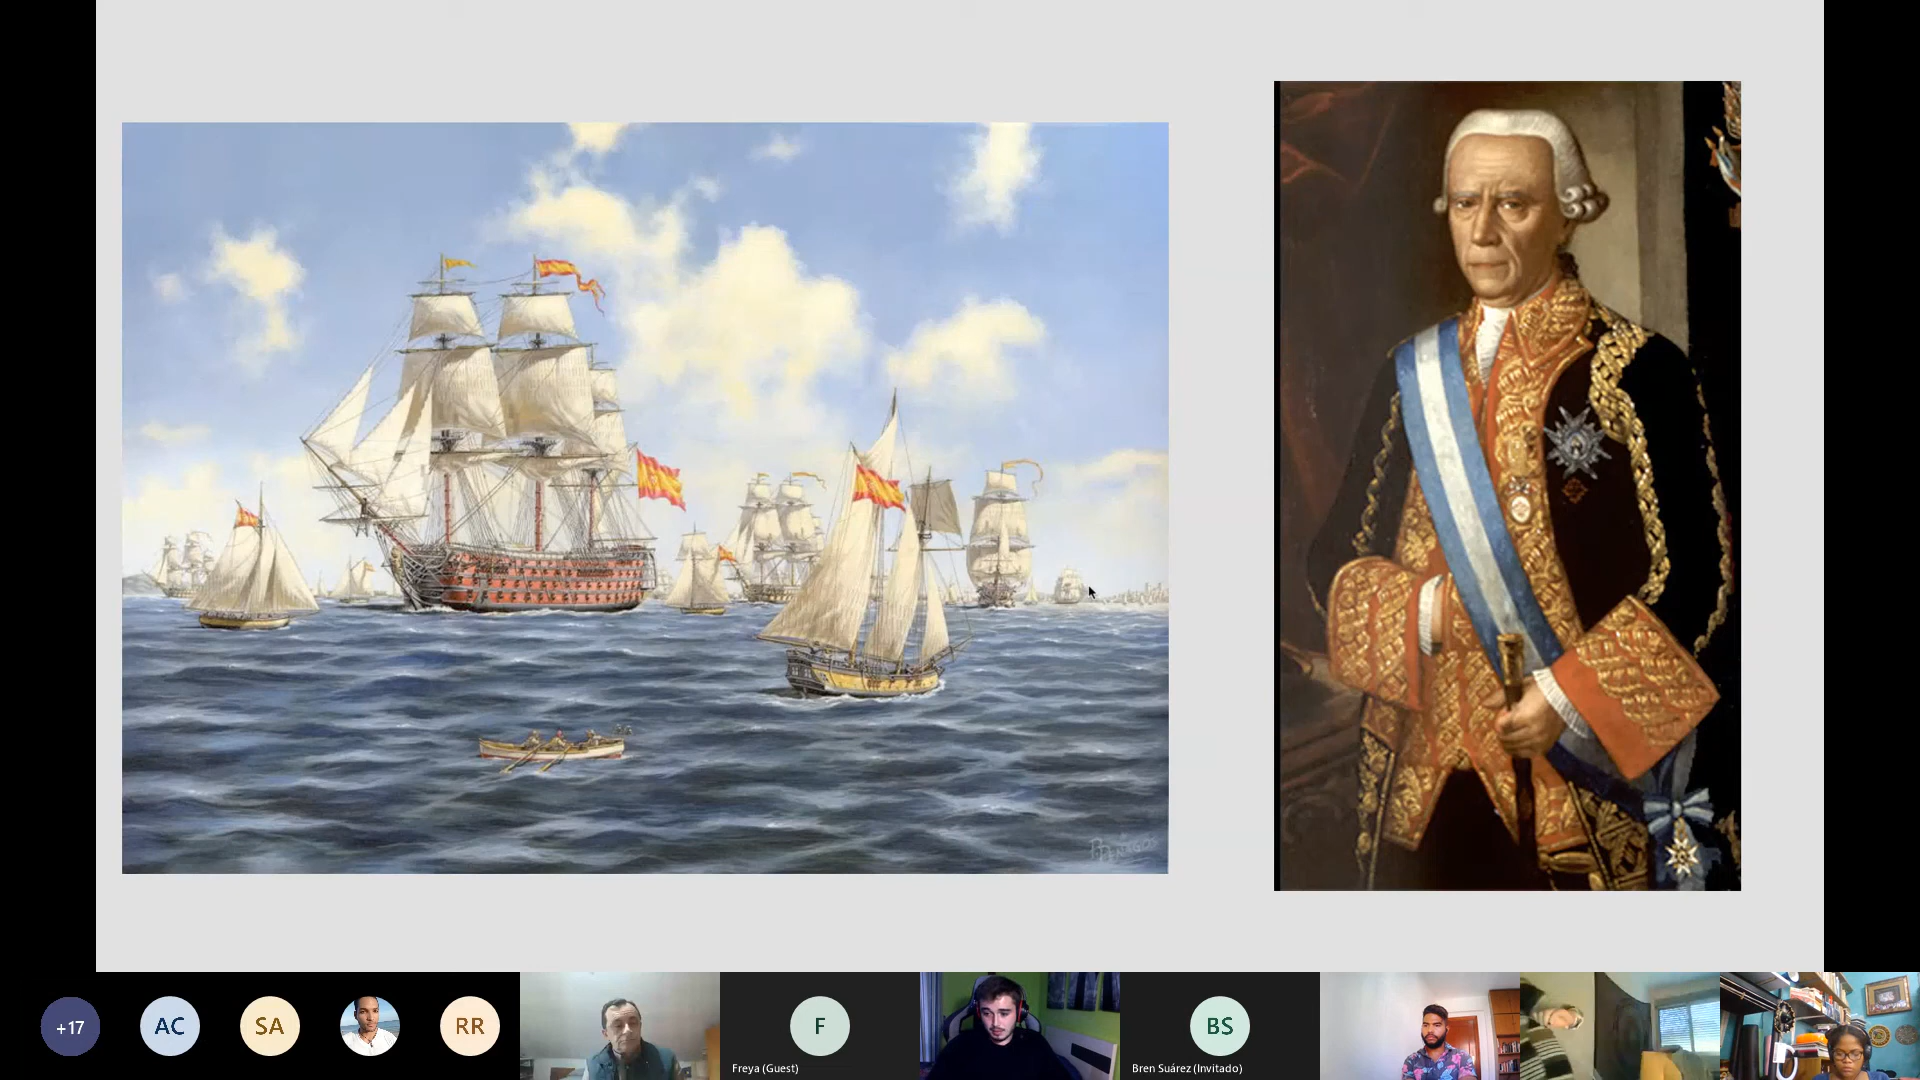 +17
AC
SA
RR
F
Freya (Guest)
BS
Bren Suárez (Invitado)